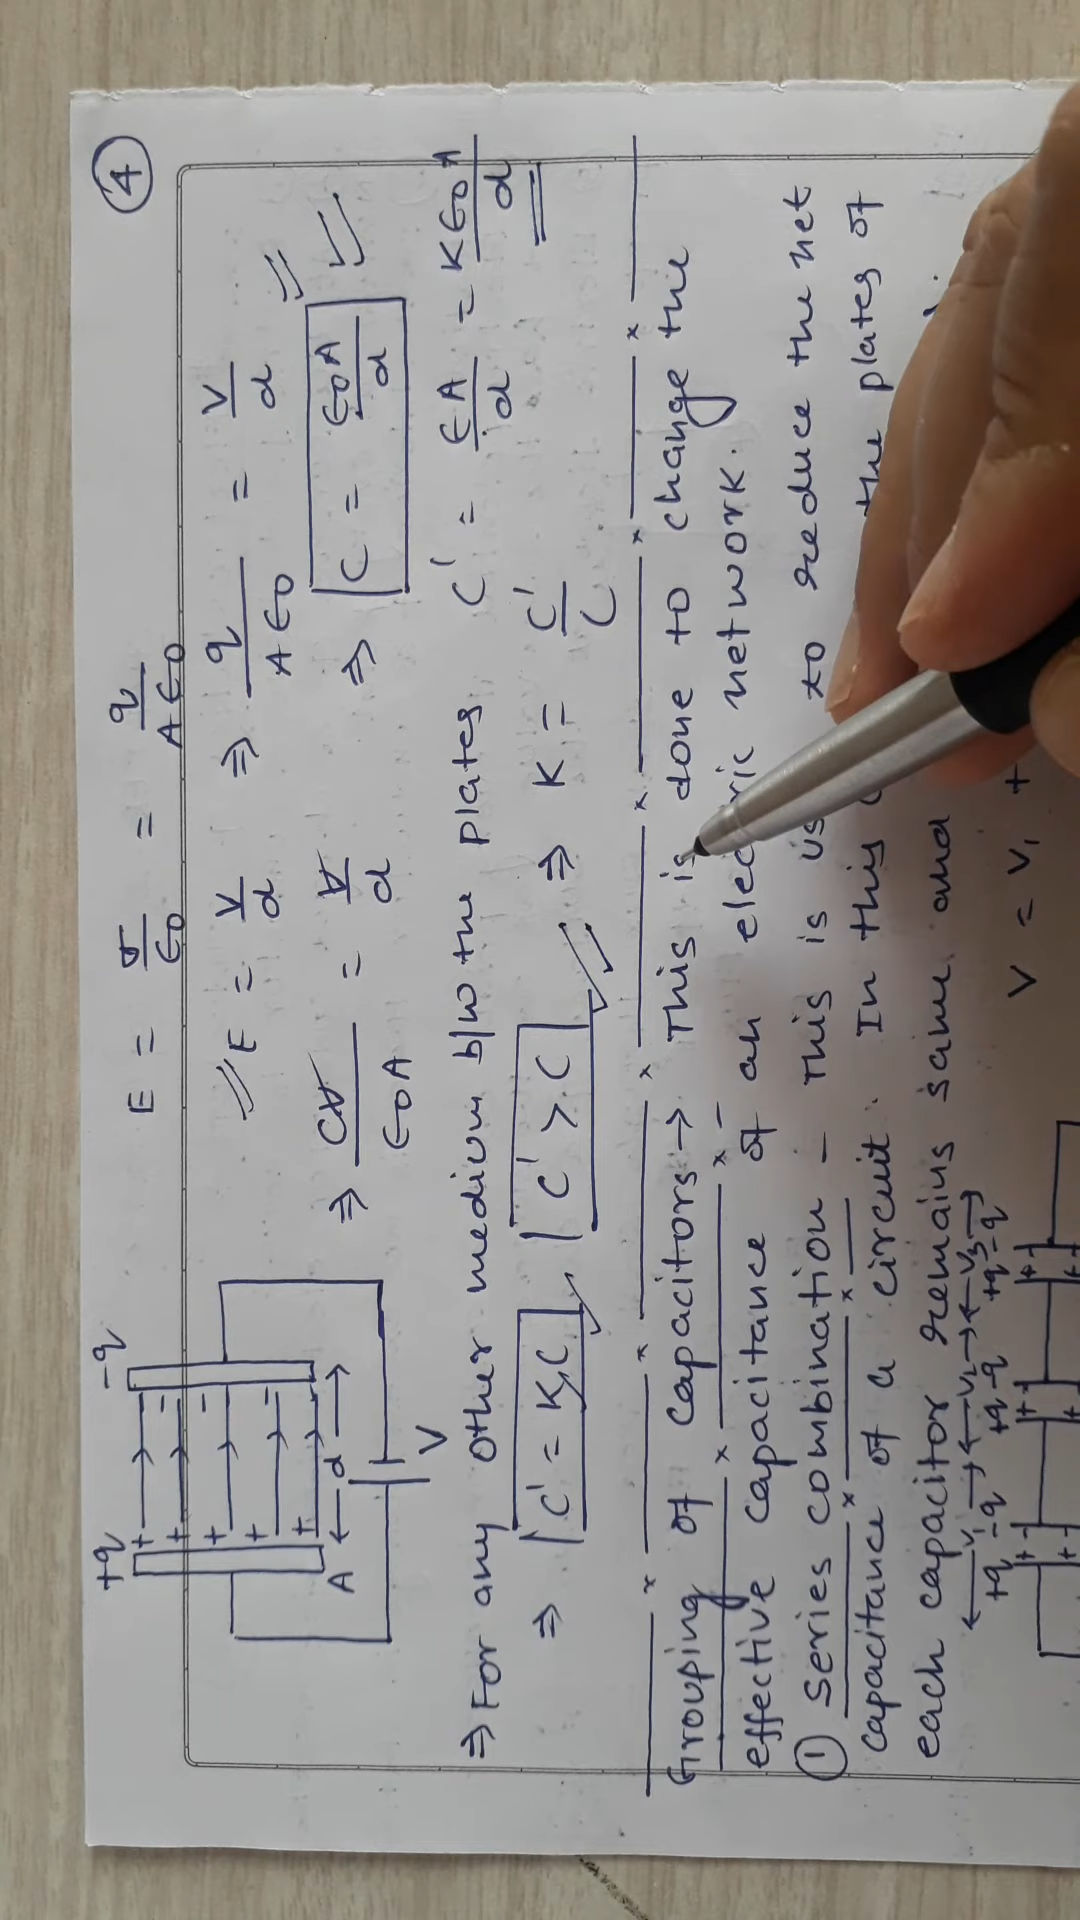 ④
E = σ/ϵ0 = q/Aϵ0
+q -q
E = V/d ⇒ q/Aϵ0 = V/d
A d
⇒ CV/ϵ0A = V/d ⇒ C = ϵ0A/d
V
⇒ For any other medium b/w the plates C' = ϵA/d = Kϵ0A/d
⇒ C' = KC, C' > C ⇒ K = C'/C
Grouping of capacitors → This is done to change the
effective capacitance of an electric network.
① Series combination - This is to reduce the net
capacitance of a circuit. In this the plates of
each capacitor remains same and
V1 V2 V3
+q -q +q -q +q -q
V = V1 +